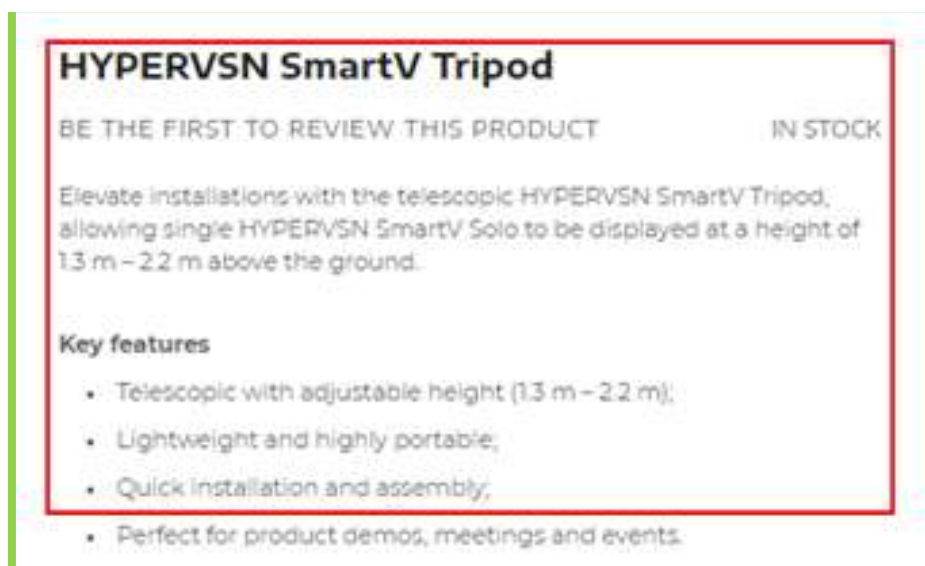 HYPERVSN SmartV Tripod
BE THE FIRST TO REVIEW THIS PRODUCT IN STOCK
Elevate installations with the telescopic HYPERVSN SmartV Tripod,
allowing single HYPERVSN SmartV Solo to be displayed at a height of
1.3 m – 2.2 m above the ground.
Key features
• Telescopic with adjustable height (1.3 m – 2.2 m);
• Lightweight and highly portable;
• Quick installation and assembly;
• Perfect for product demos, meetings and events.